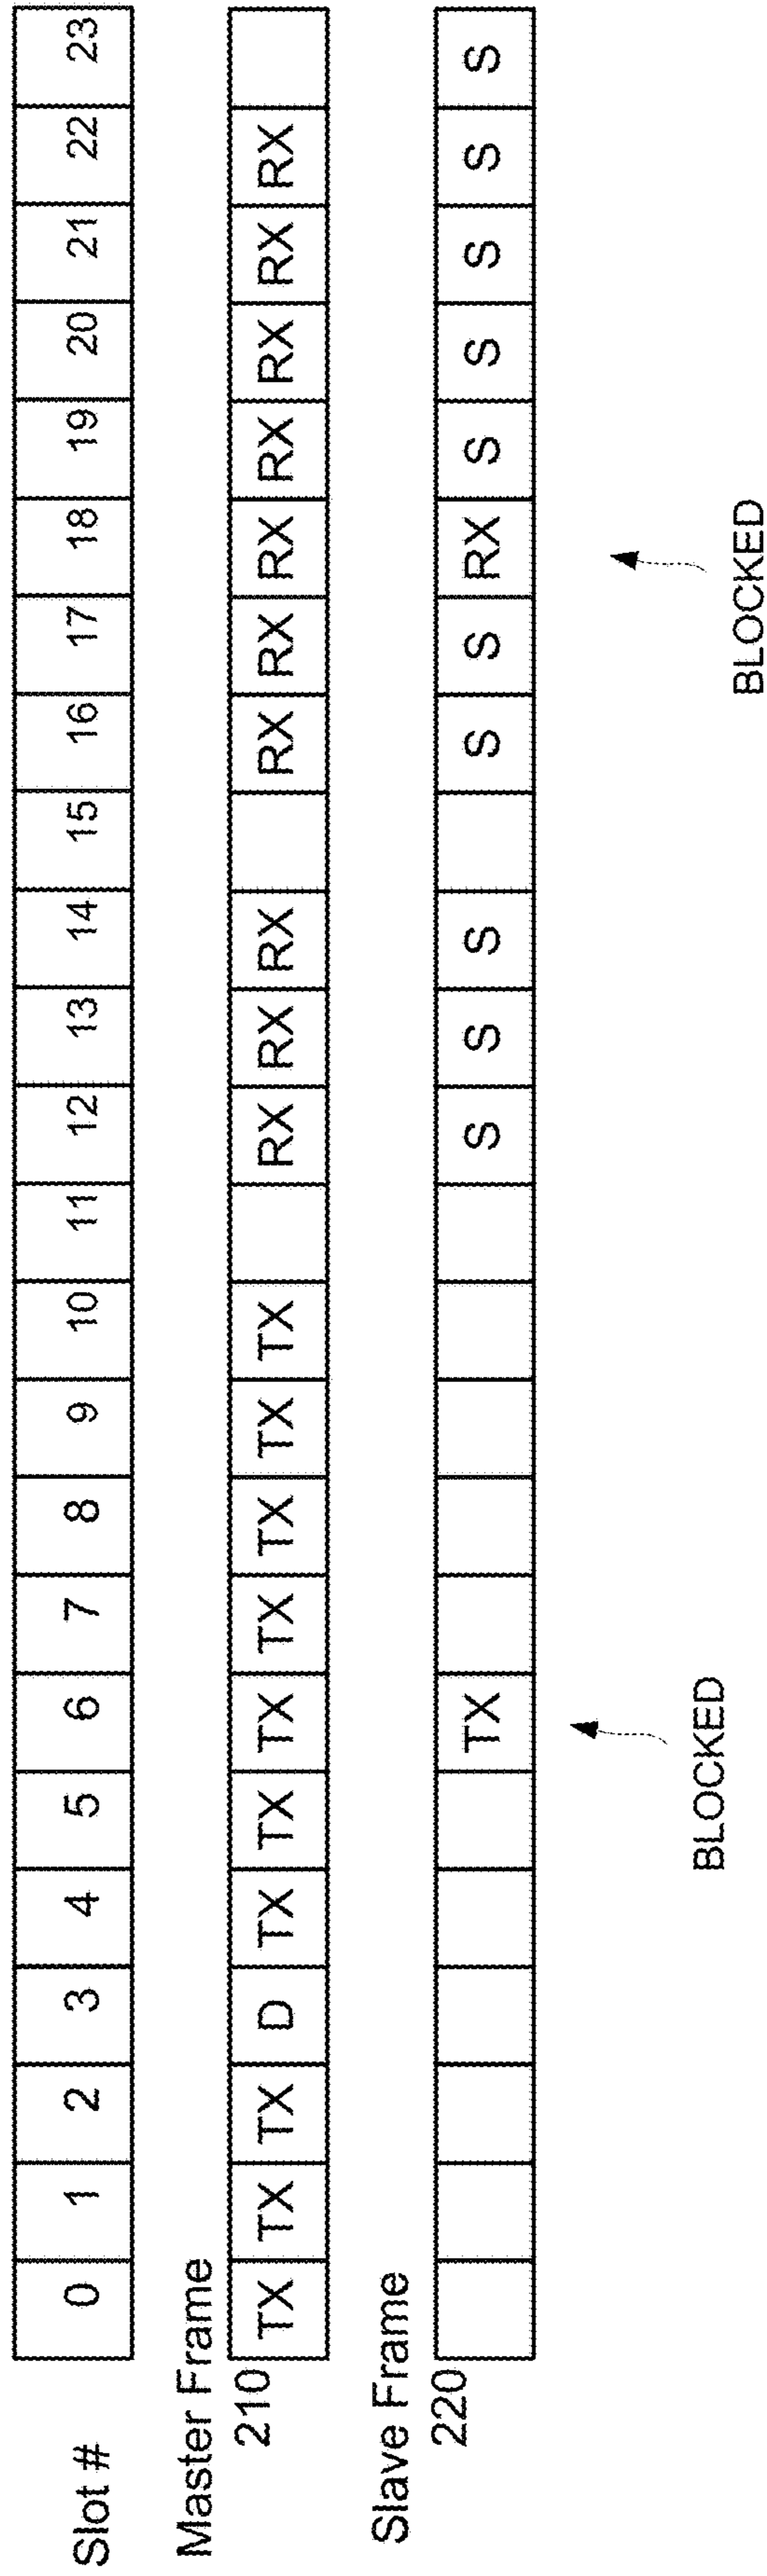 Slot # 0 1 2 3 4 5 6 7 8 9 10 11 12 13 14 15 16 17 18 19 20 21 22 23
Master Frame
210 TX TX TX D TX TX TX TX TX TX TX RX RX RX RX RX RX RX RX RX RX
Slave Frame
220 TX S S S S S RX S S S S S
BLOCKED
BLOCKED